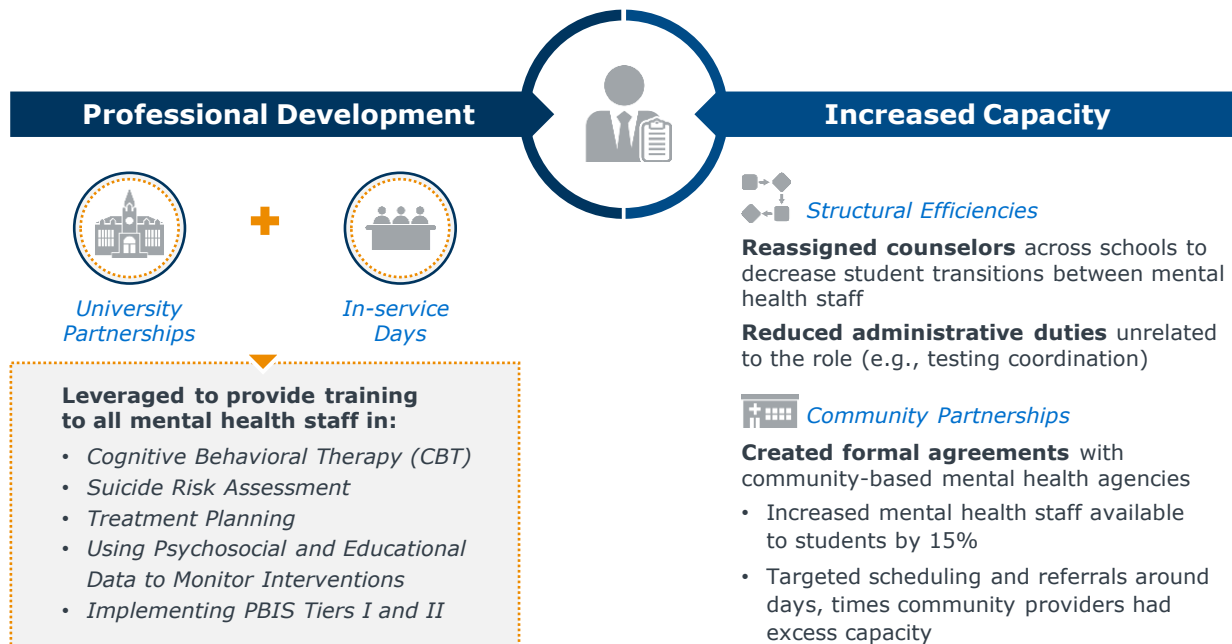 Professional Development
Increased Capacity
University
Partnerships
In-service
Days
Leveraged to provide training
to all mental health staff in:
• Cognitive Behavioral Therapy (CBT)
• Suicide Risk Assessment
• Treatment Planning
• Using Psychosocial and Educational
Data to Monitor Interventions
• Implementing PBIS Tiers I and II
Structural Efficiencies
Reassigned counselors across schools to
decrease student transitions between mental
health staff
Reduced administrative duties unrelated
to the role (e.g., testing coordination)
Community Partnerships
Created formal agreements with
community-based mental health agencies
• Increased mental health staff available
to students by 15%
• Targeted scheduling and referrals around
days, times community providers had
excess capacity